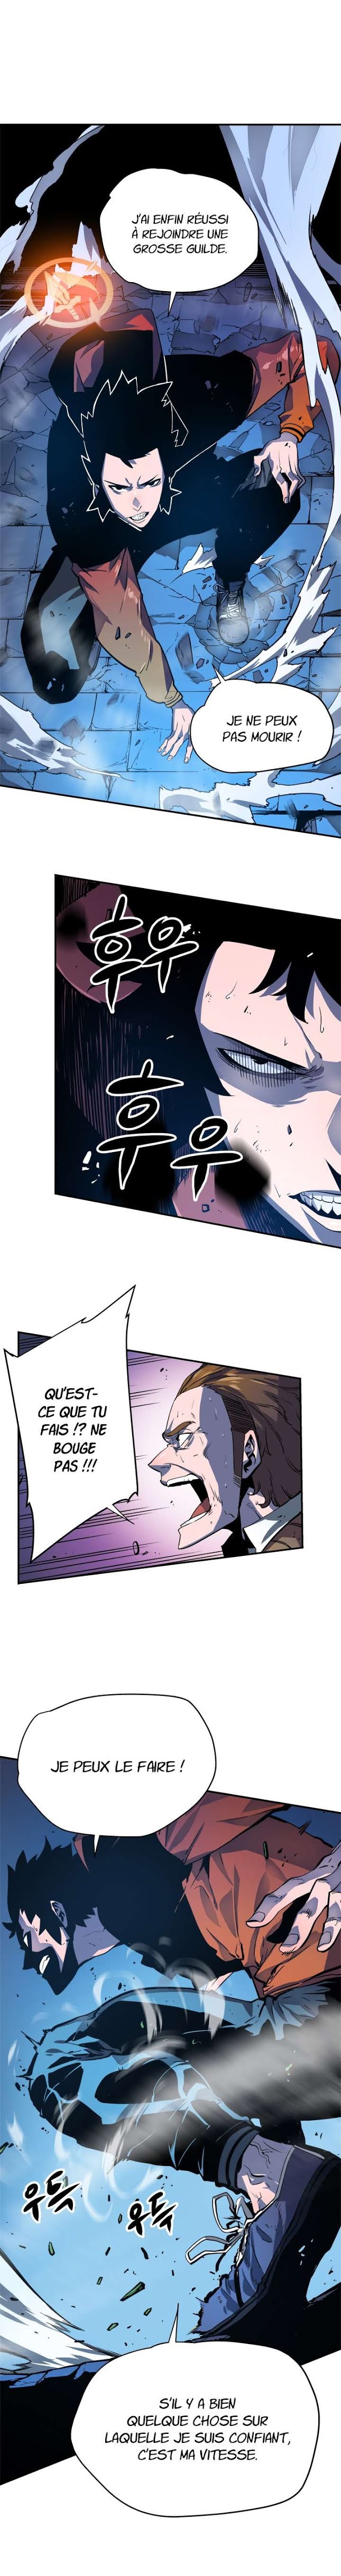 J'AI ENFIN RÉUSSI
À REJOINDRE UNE
GROSSE GUILDE.
JE NE PEUX
PAS MOURIR !
후우
후우
QU'EST-
CE QUE TU
FAIS !? NE
BOUGE
PAS !!!
JE PEUX LE FAIRE !
우득
우득
S'IL Y A BIEN
QUELQUE CHOSE SUR
LAQUELLE JE SUIS CONFIANT,
C'EST MA VITESSE.